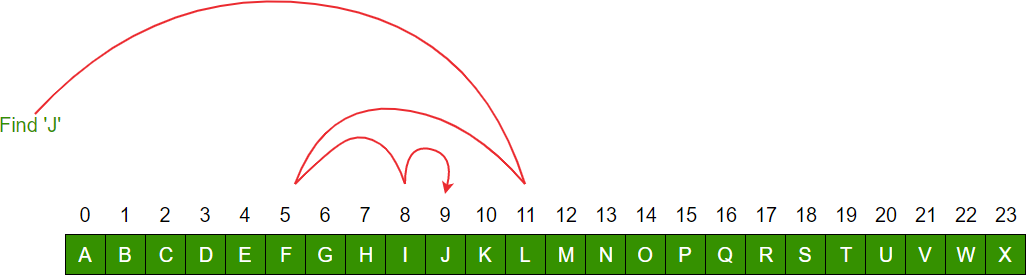 Find 'J'
0 1 2 3 4 5 6 7 8 9 10 11 12 13 14 15 16 17 18 19 20 21 22 23
A B C D E F G H I J K L M N O P Q R S T U V W X